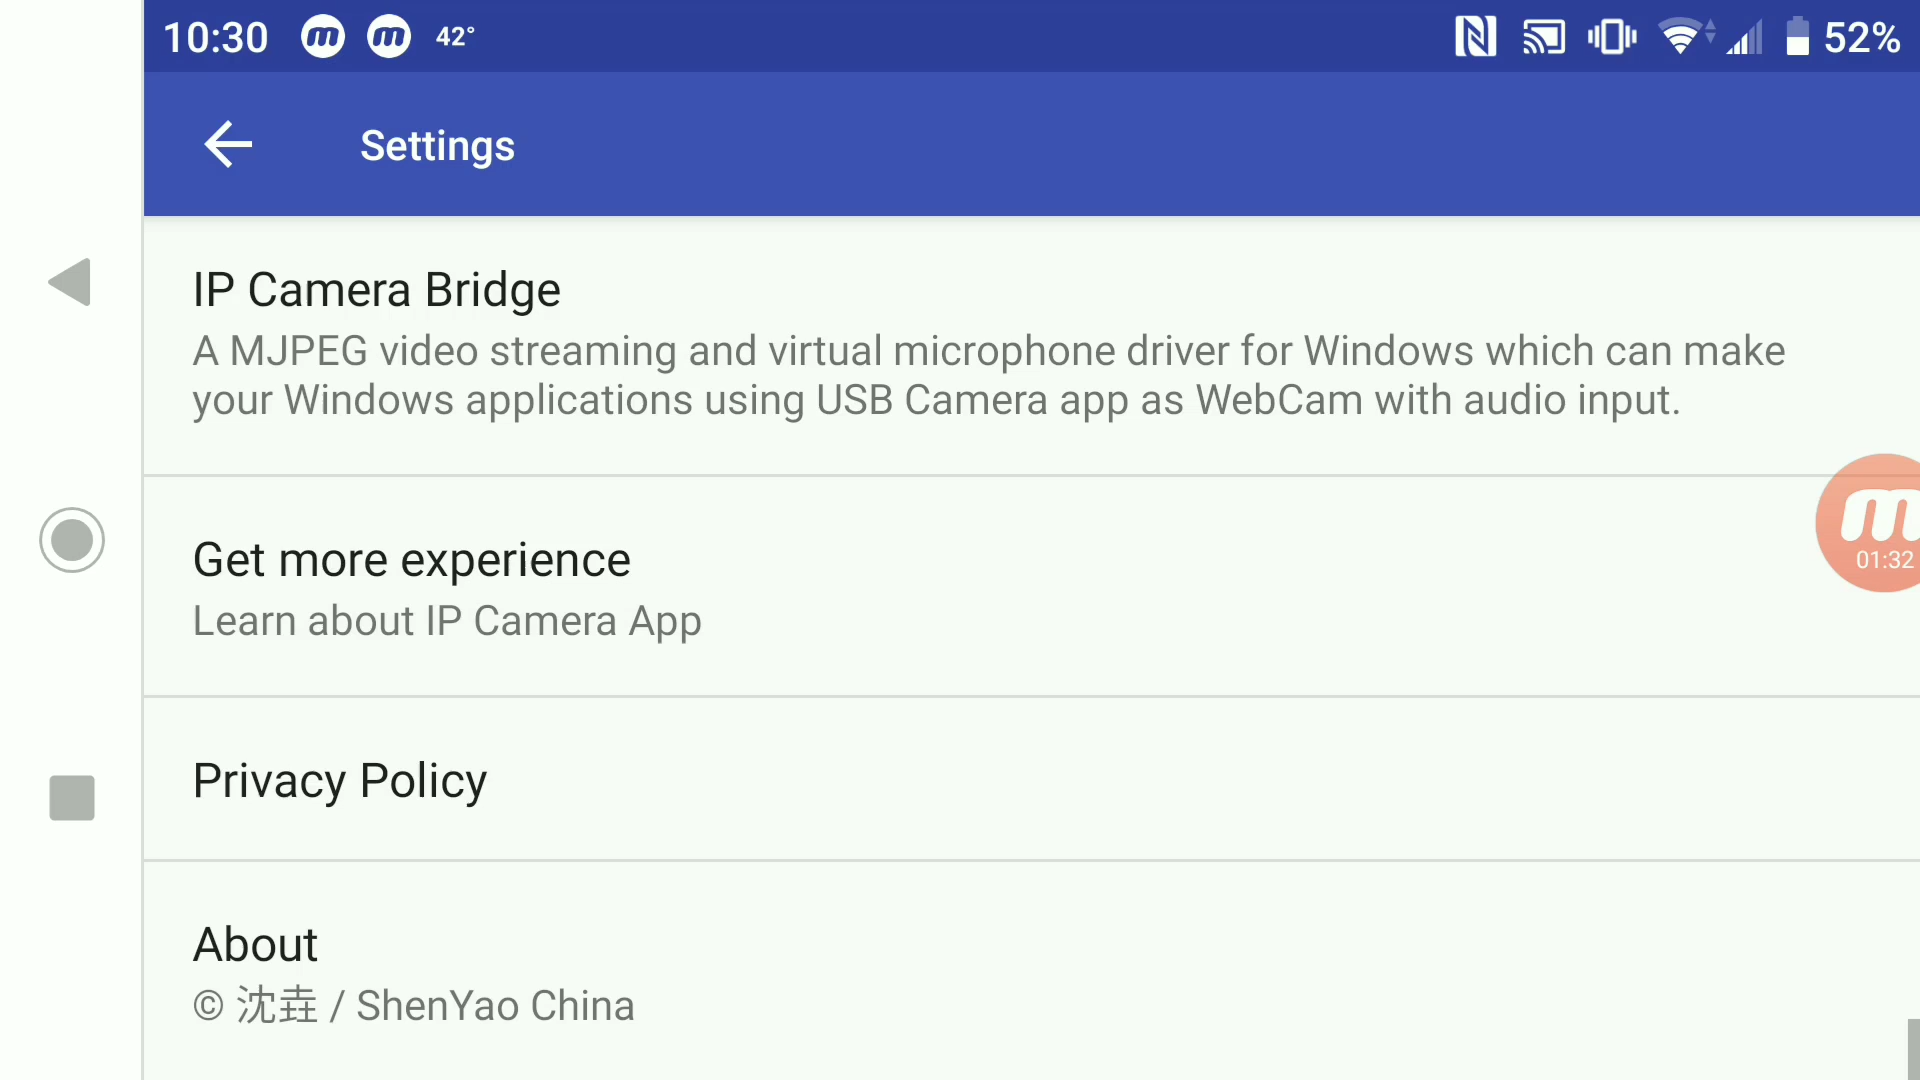 10:30 m m 42° 52%
Settings
IP Camera Bridge
A MJPEG video streaming and virtual microphone driver for Windows which can make
your Windows applications using USB Camera app as WebCam with audio input.
m
01:32
Get more experience
Learn about IP Camera App
Privacy Policy
About
© 沈垚 / ShenYao China